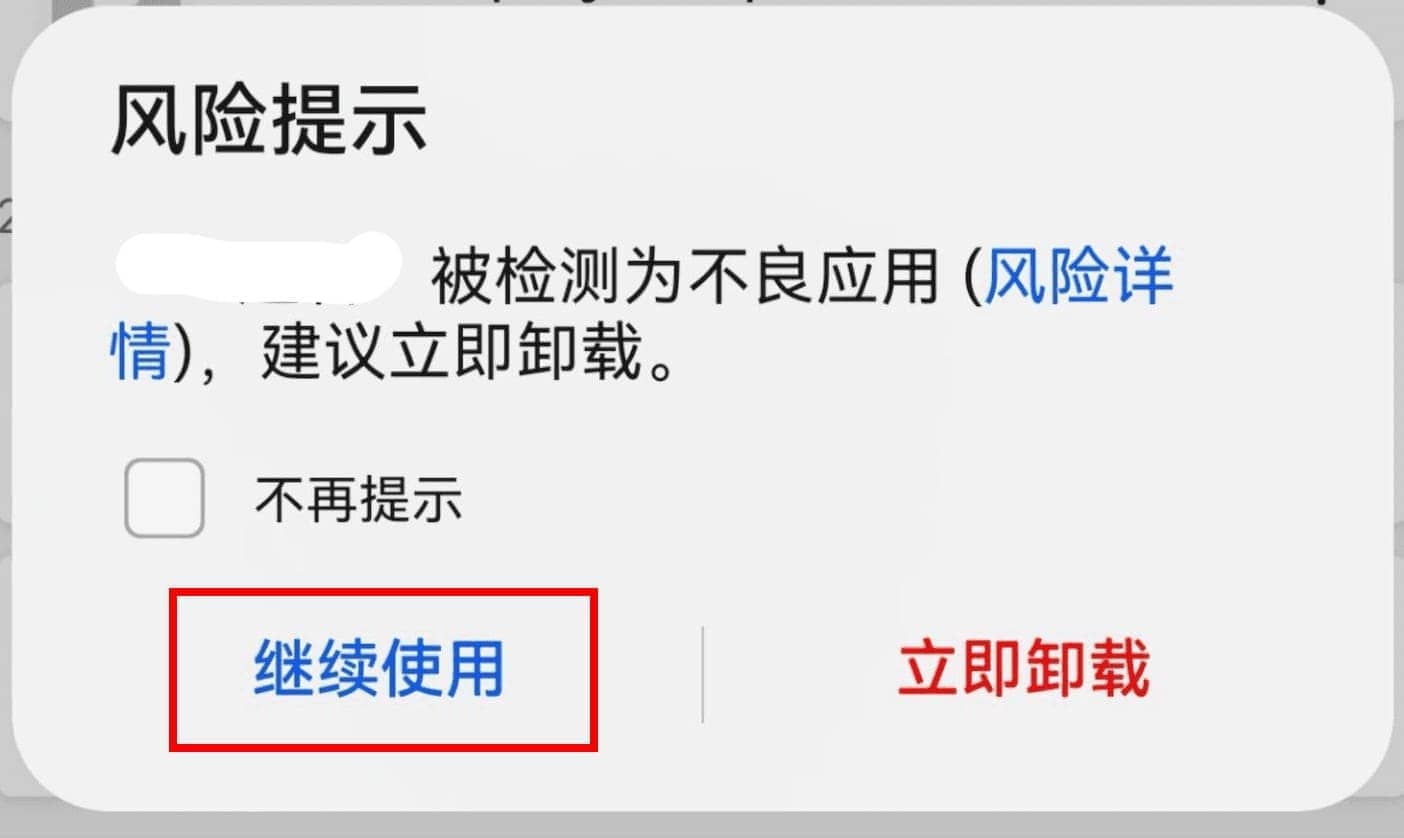 风险提示
被检测为不良应用 (风险详
情)，建议立即卸载。
不再提示
继续使用
立即卸载